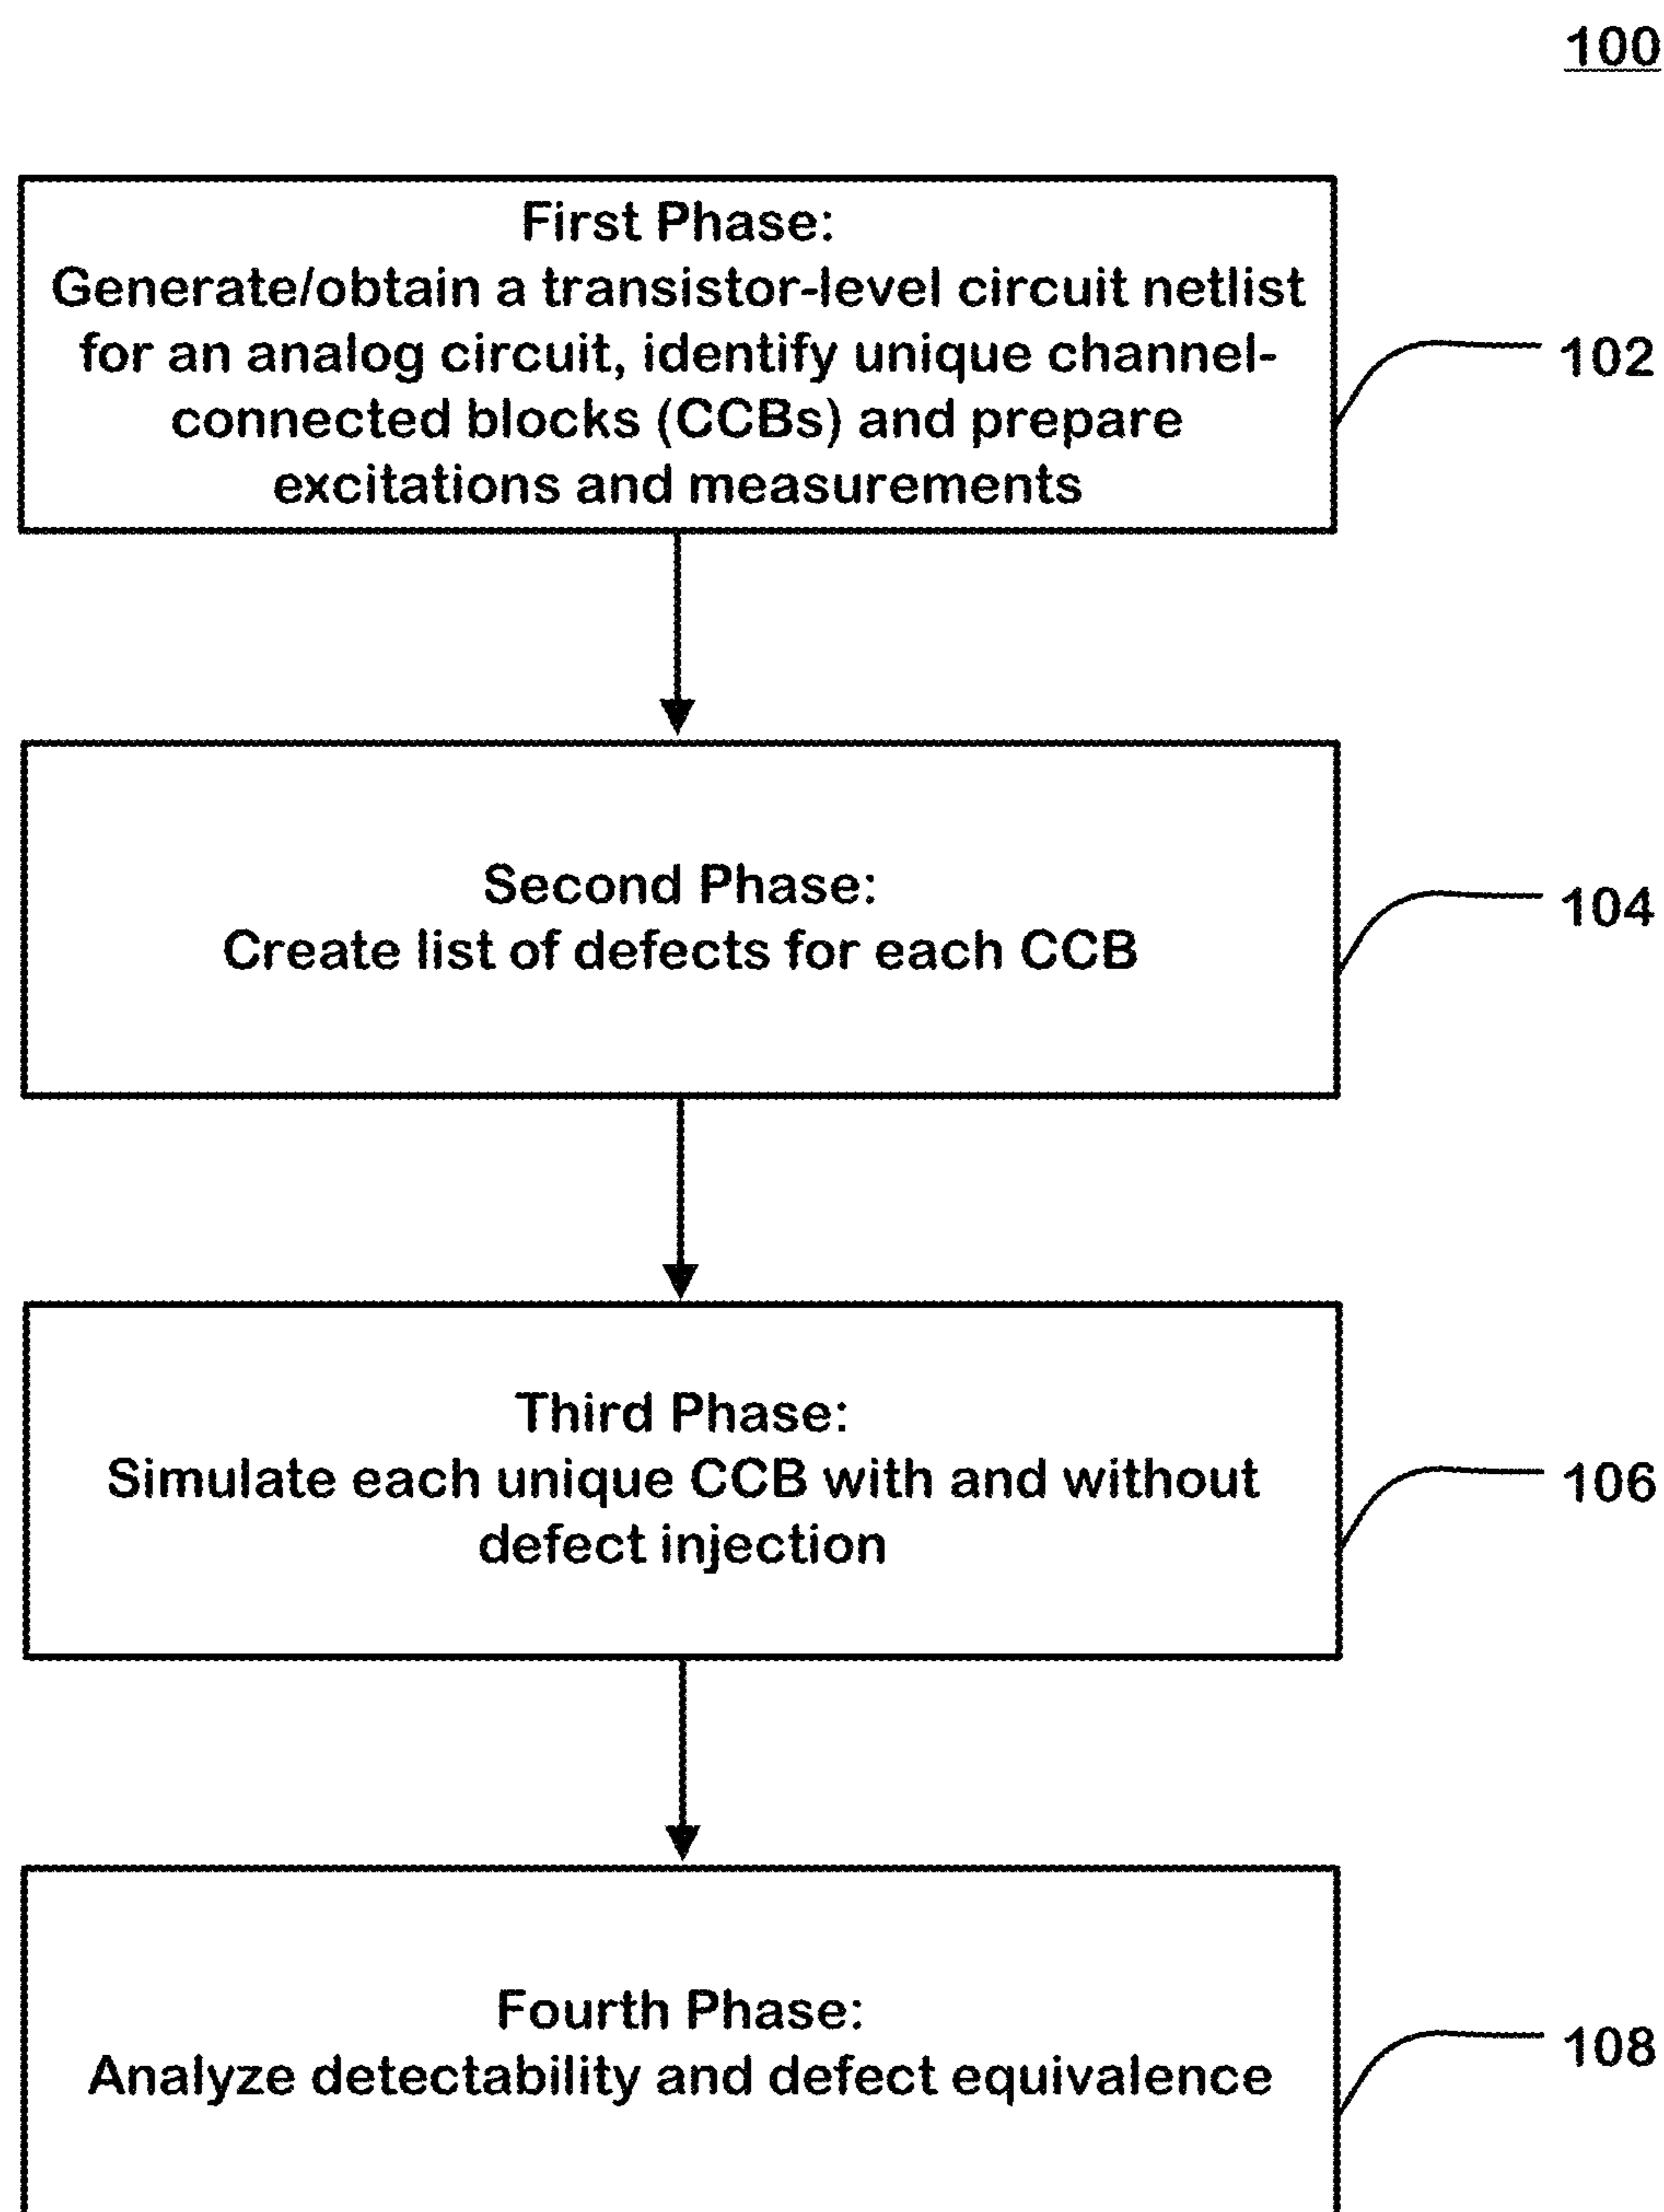 100
First Phase:
Generate/obtain a transistor-level circuit netlist
for an analog circuit, identify unique channel-
connected blocks (CCBs) and prepare
excitations and measurements
102
Second Phase:
Create list of defects for each CCB
104
Third Phase:
Simulate each unique CCB with and without
defect injection
106
Fourth Phase:
Analyze detectability and defect equivalence
108